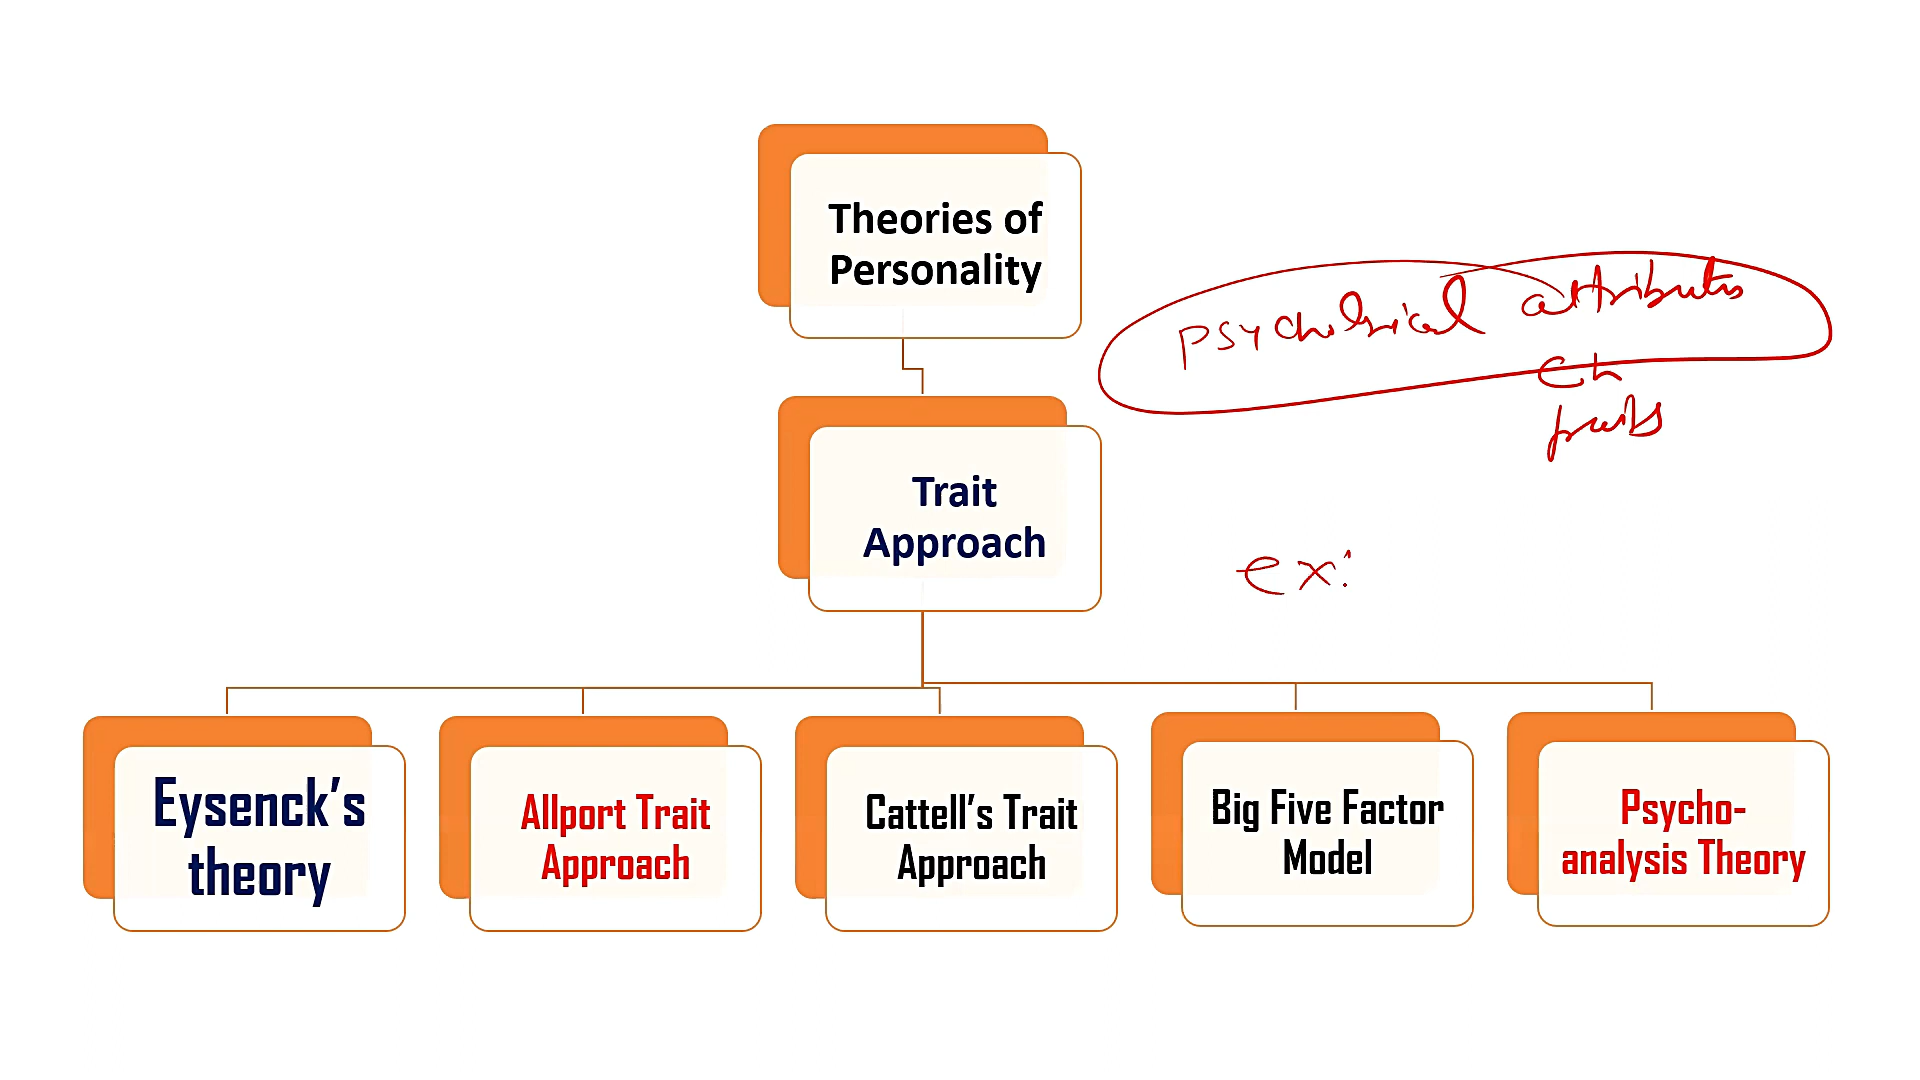 Theories of
Personality
psychological attributes
traits
Trait
Approach
ex:
Eysenck's
theory
Allport Trait
Approach
Cattell's Trait
Approach
Big Five Factor
Model
Psycho-
analysis Theory